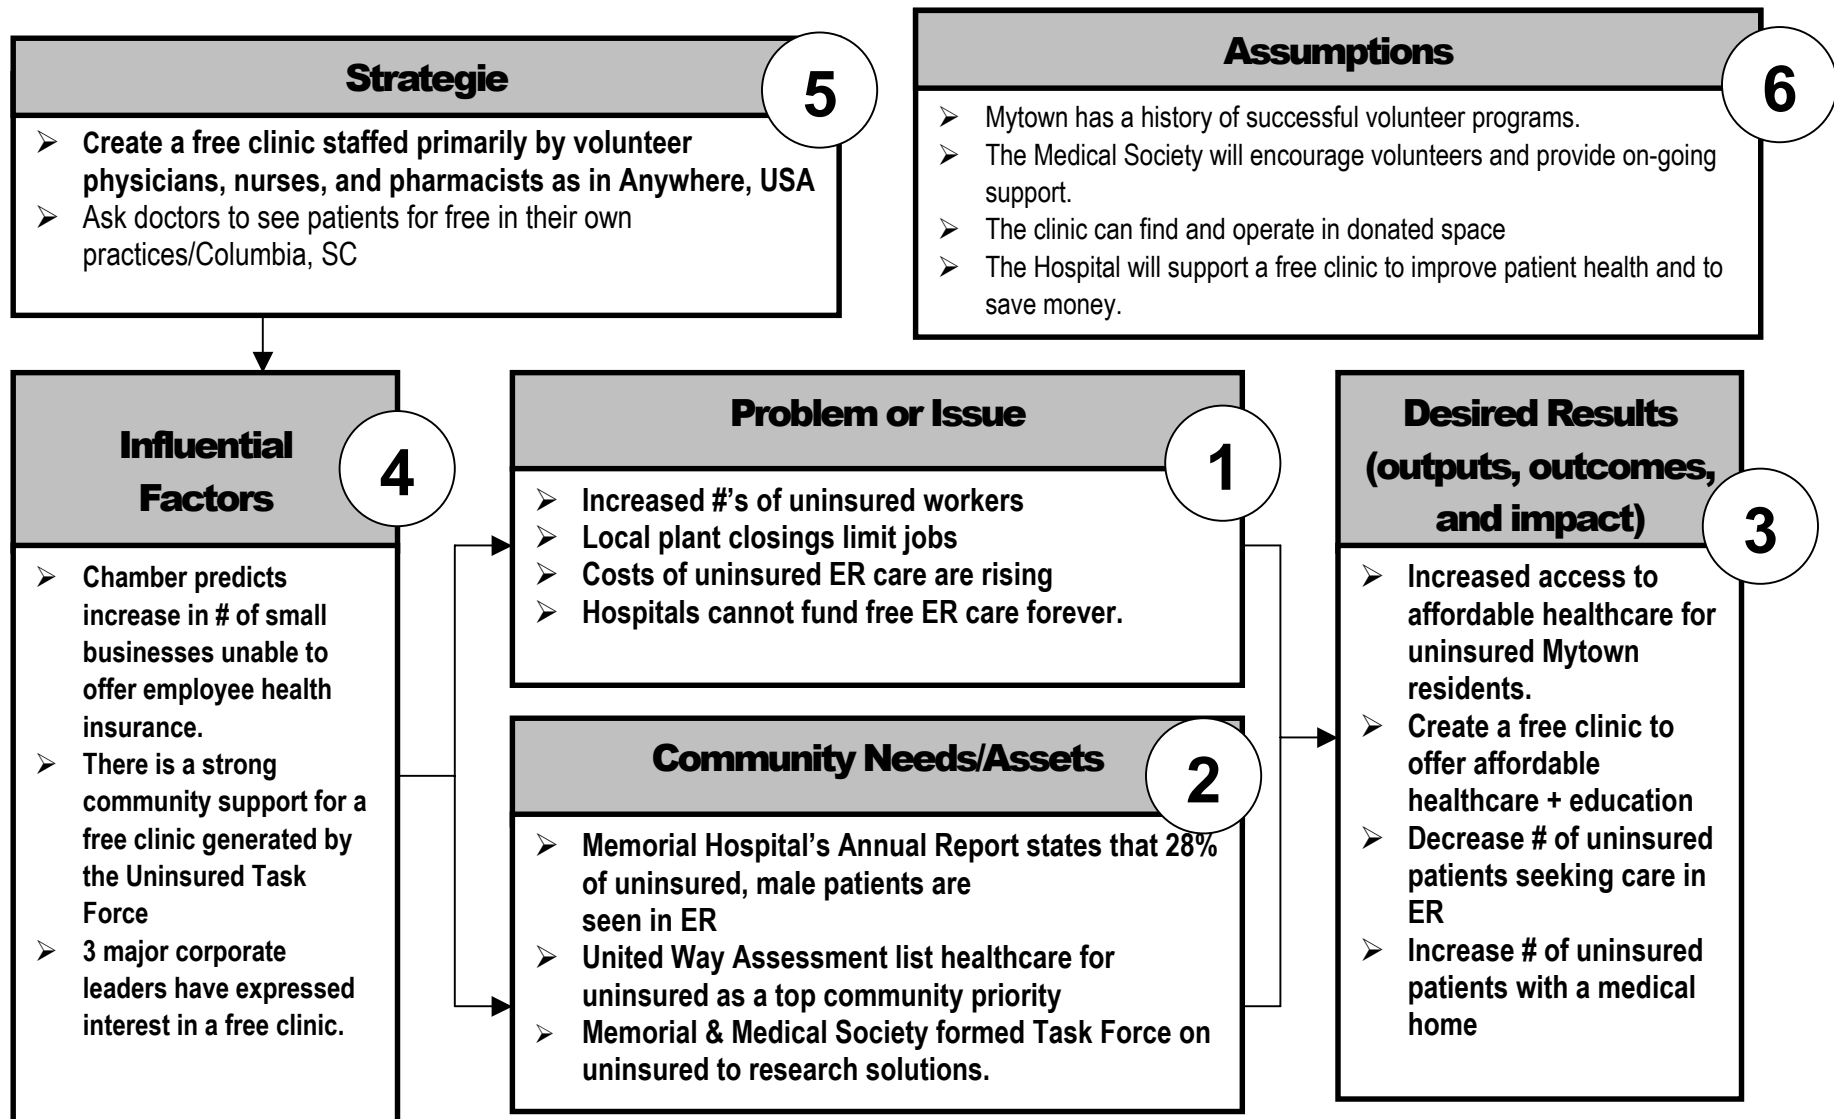 Strategie
5
➢ Create a free clinic staffed primarily by volunteer
physicians, nurses, and pharmacists as in Anywhere, USA
➢ Ask doctors to see patients for free in their own
practices/Columbia, SC
Assumptions
6
➢ Mytown has a history of successful volunteer programs.
➢ The Medical Society will encourage volunteers and provide on-going
support.
➢ The clinic can find and operate in donated space
➢ The Hospital will support a free clinic to improve patient health and to
save money.
Influential
Factors
4
➢ Chamber predicts
increase in # of small
businesses unable to
offer employee health
insurance.
➢ There is a strong
community support for a
free clinic generated by
the Uninsured Task
Force
➢ 3 major corporate
leaders have expressed
interest in a free clinic.
Problem or Issue
1
➢ Increased #'s of uninsured workers
➢ Local plant closings limit jobs
➢ Costs of uninsured ER care are rising
➢ Hospitals cannot fund free ER care forever.
Community Needs/Assets
2
➢ Memorial Hospital's Annual Report states that 28%
of uninsured, male patients are
seen in ER
➢ United Way Assessment list healthcare for
uninsured as a top community priority
➢ Memorial & Medical Society formed Task Force on
uninsured to research solutions.
Desired Results
(outputs, outcomes,
and impact)
3
➢ Increased access to
affordable healthcare for
uninsured Mytown
residents.
➢ Create a free clinic to
offer affordable
healthcare + education
➢ Decrease # of uninsured
patients seeking care in
ER
➢ Increase # of uninsured
patients with a medical
home